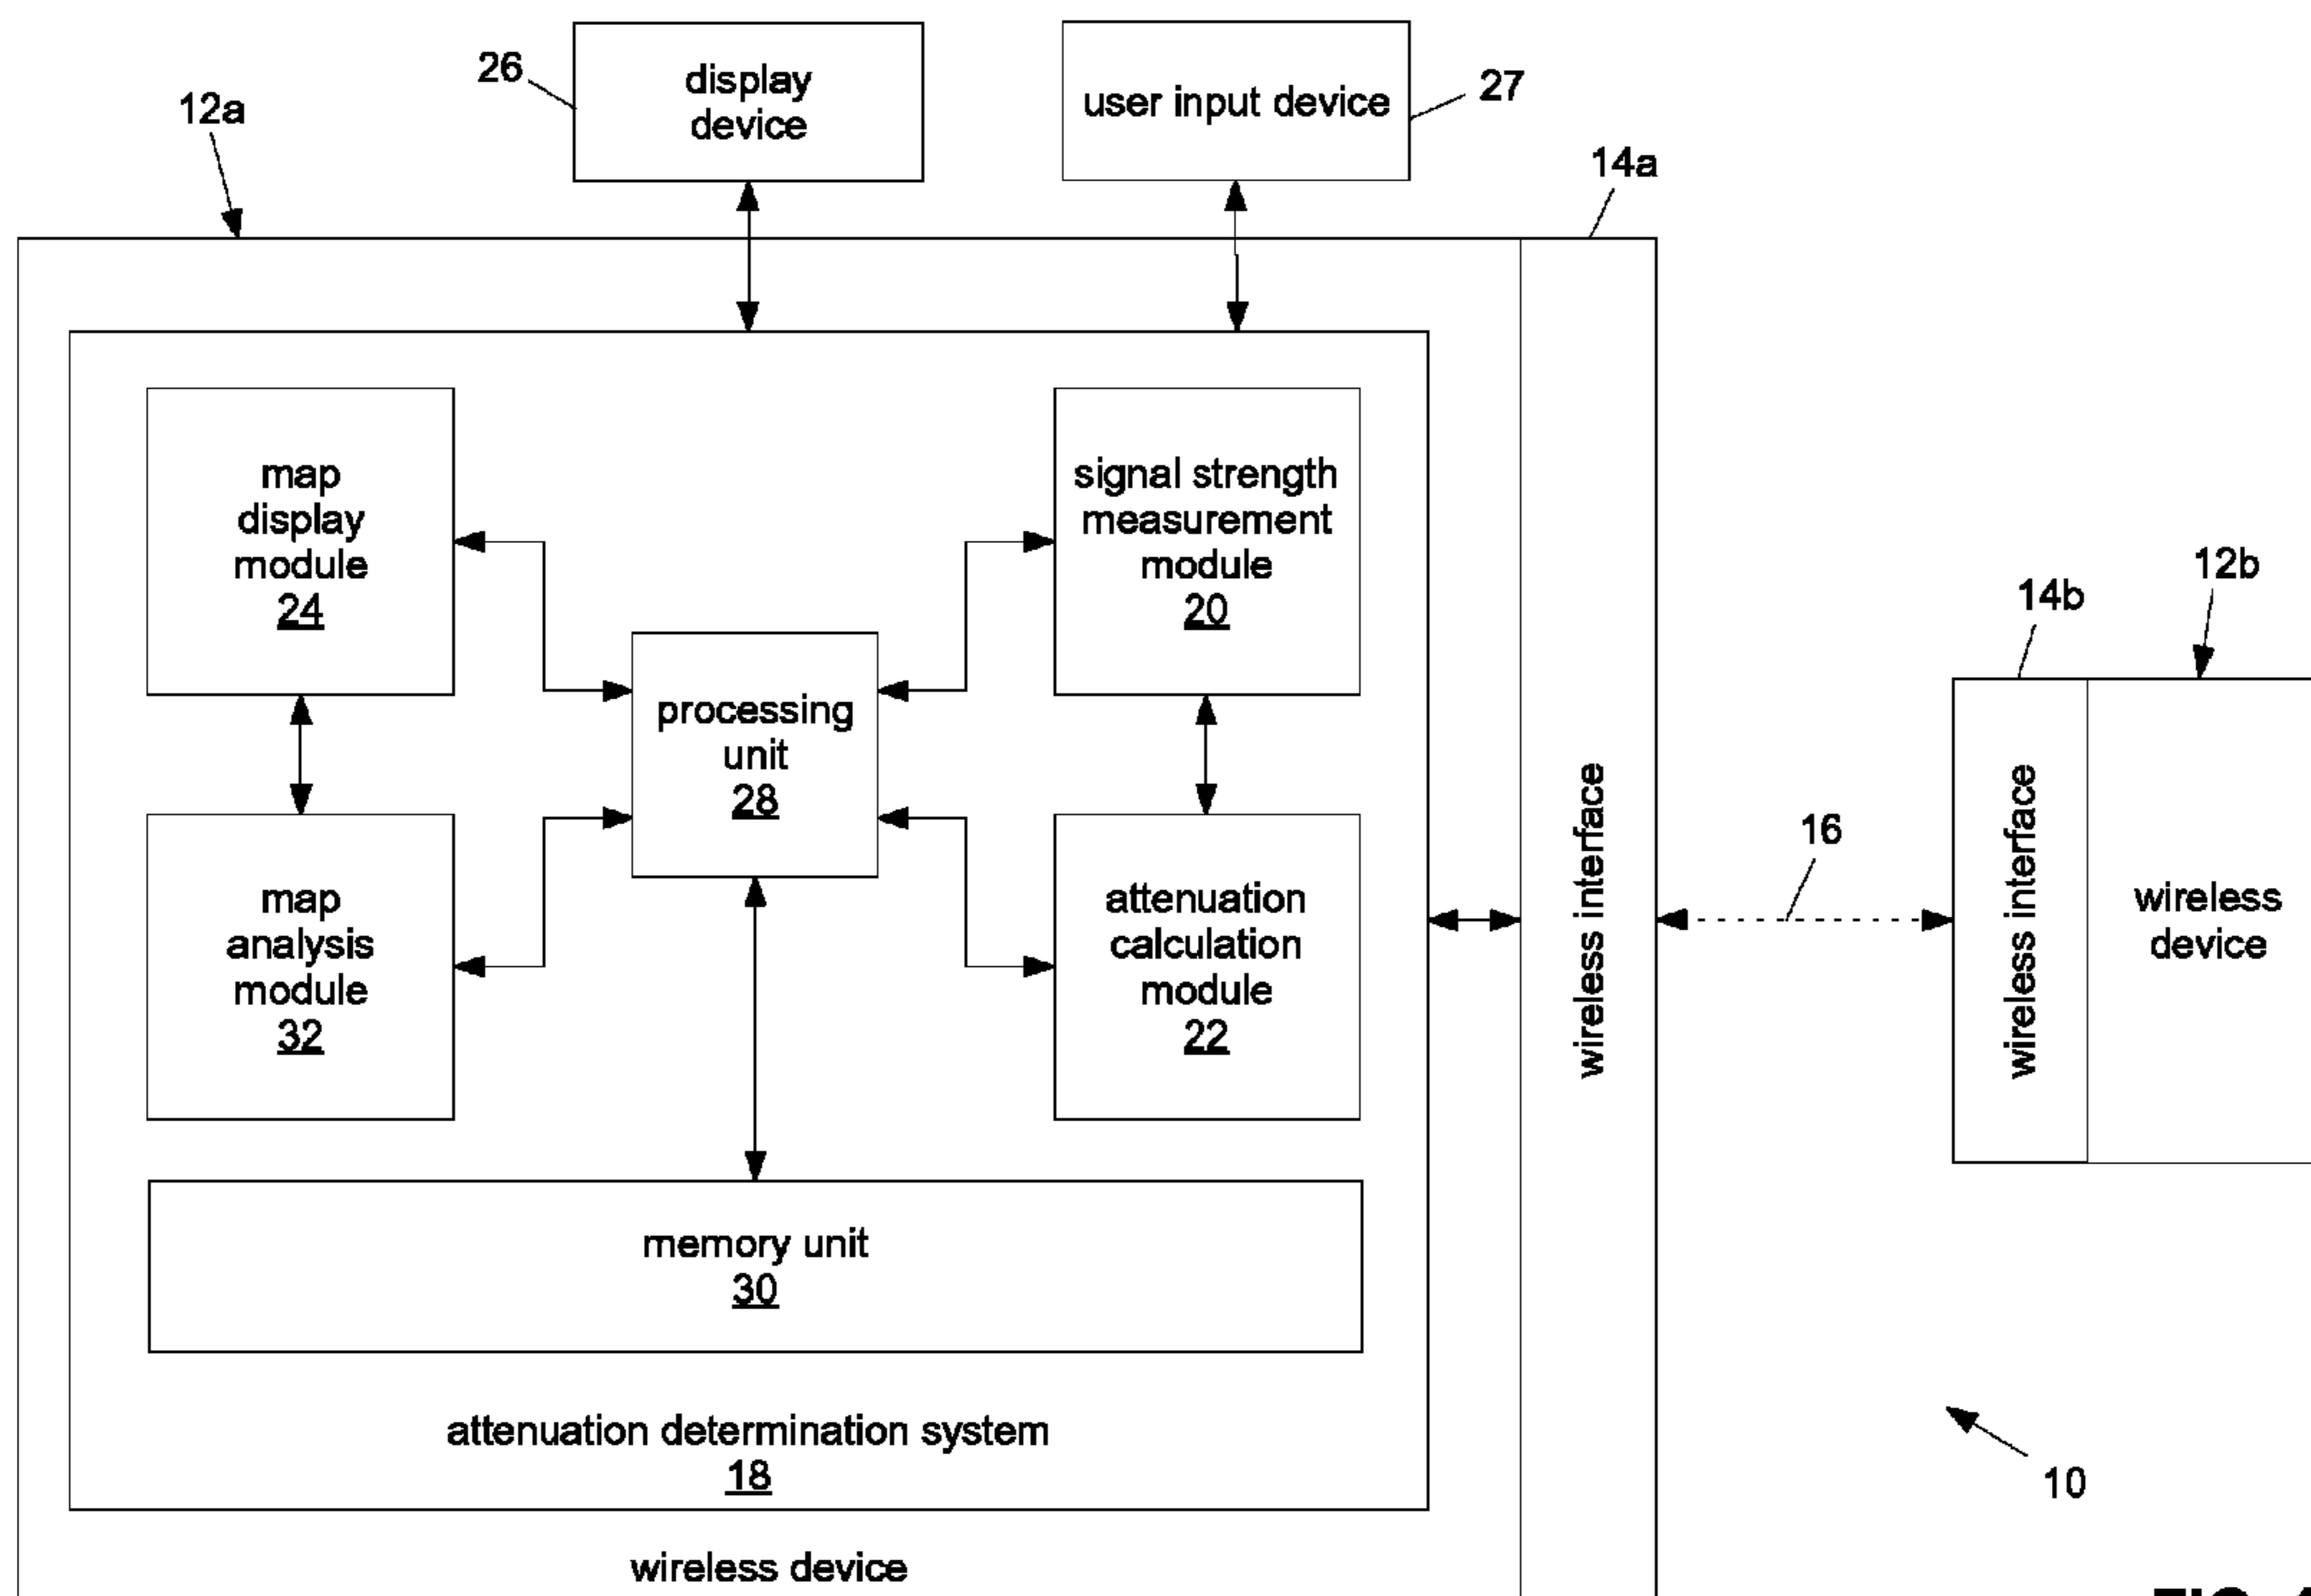 26
display
device
user input device
27
12a
14a
map
display
module
24
signal strength
measurement
module
20
processing
unit
28
map
analysis
module
32
attenuation
calculation
module
22
memory unit
30
attenuation determination system
18
wireless device
wireless interface
16
14b
12b
wireless interface
wireless
device
10